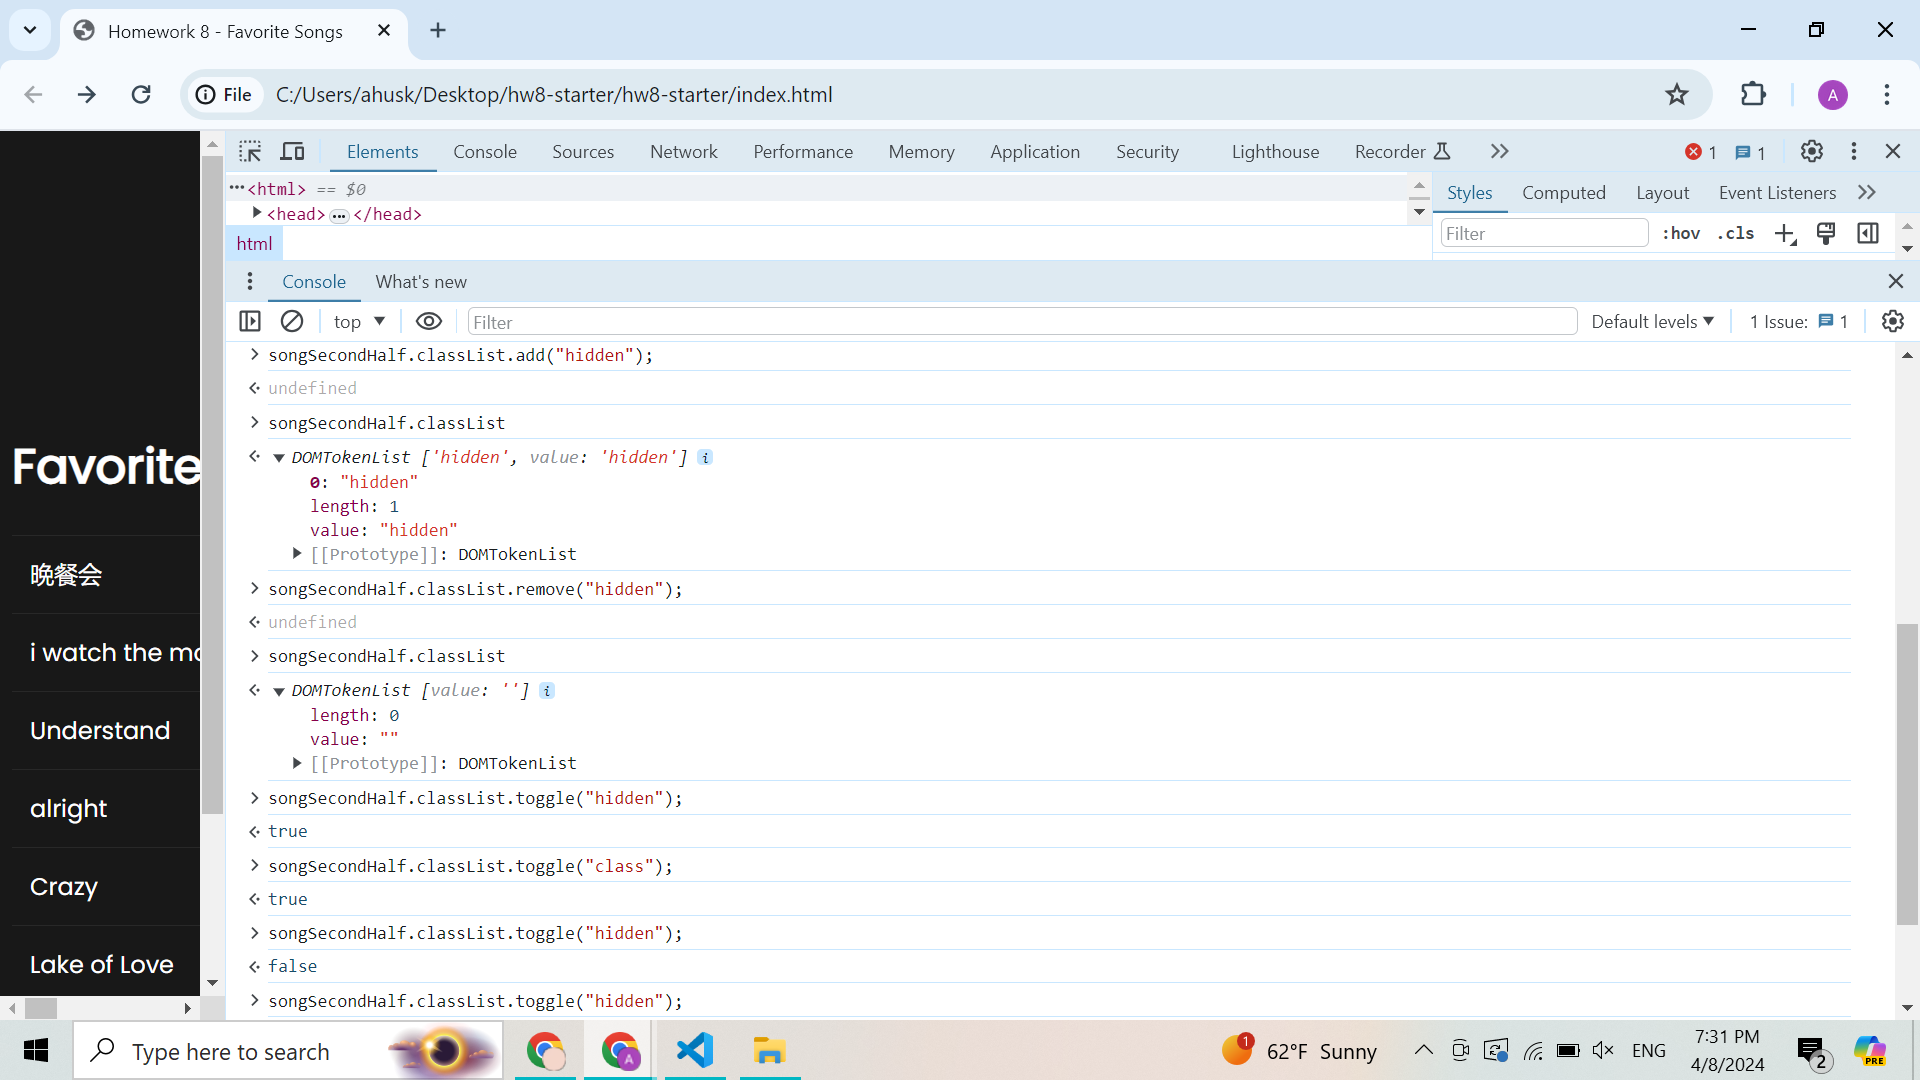 Homework 8 - Favorite Songs
File
C:/Users/ahusk/Desktop/hw8-starter/hw8-starter/index.html
A
Elements Console Sources Network Performance Memory Application Security Lighthouse Recorder 1 1
<html> == $0
<head> </head>
html
Styles Computed Layout Event Listeners
Filter :hov .cls
Console What's new
top Filter Default levels 1 Issue: 1
songSecondHalf.classList.add("hidden");
undefined
songSecondHalf.classList
DOMTokenList ['hidden', value: 'hidden'] i
0: "hidden"
length: 1
value: "hidden"
[[Prototype]]: DOMTokenList
songSecondHalf.classList.remove("hidden");
undefined
songSecondHalf.classList
DOMTokenList [value: ''] i
length: 0
value: ""
[[Prototype]]: DOMTokenList
songSecondHalf.classList.toggle("hidden");
true
songSecondHalf.classList.toggle("class");
true
songSecondHalf.classList.toggle("hidden");
false
songSecondHalf.classList.toggle("hidden");
Favorite
晩餐会
i watch the mo
Understand
alright
Crazy
Lake of Love
Type here to search
A
1
62°F Sunny
ENG
7:31 PM
4/8/2024
2
PRE